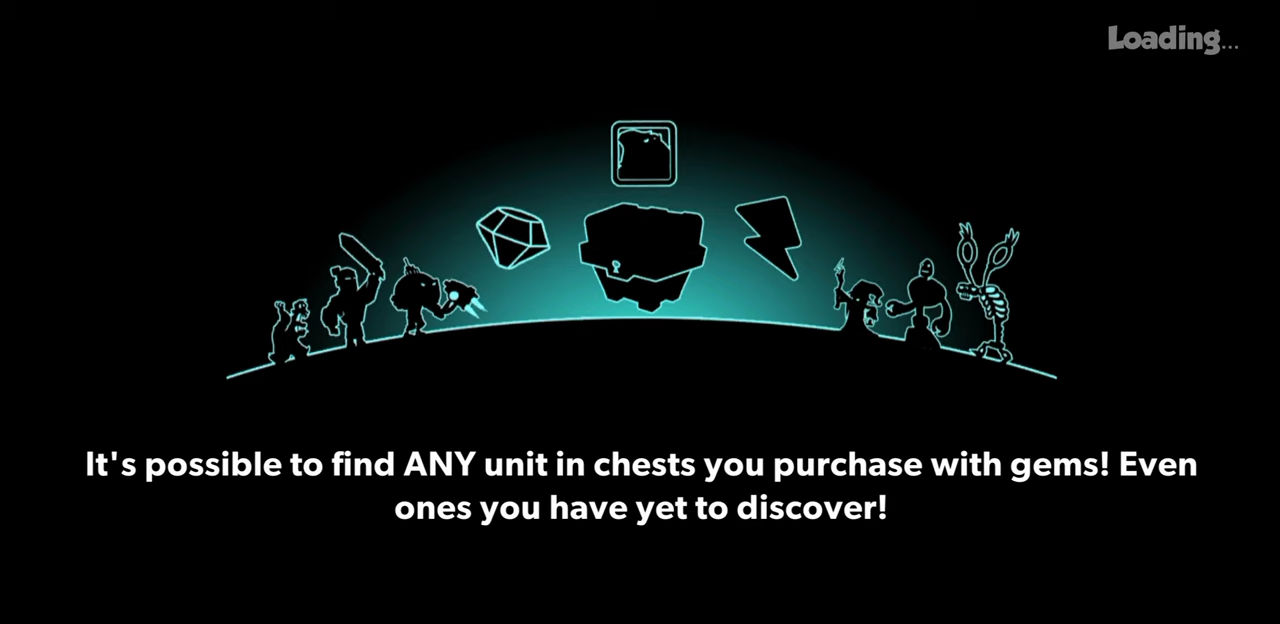 Loading...
It's possible to find ANY unit in chests you purchase with gems! Even
ones you have yet to discover!